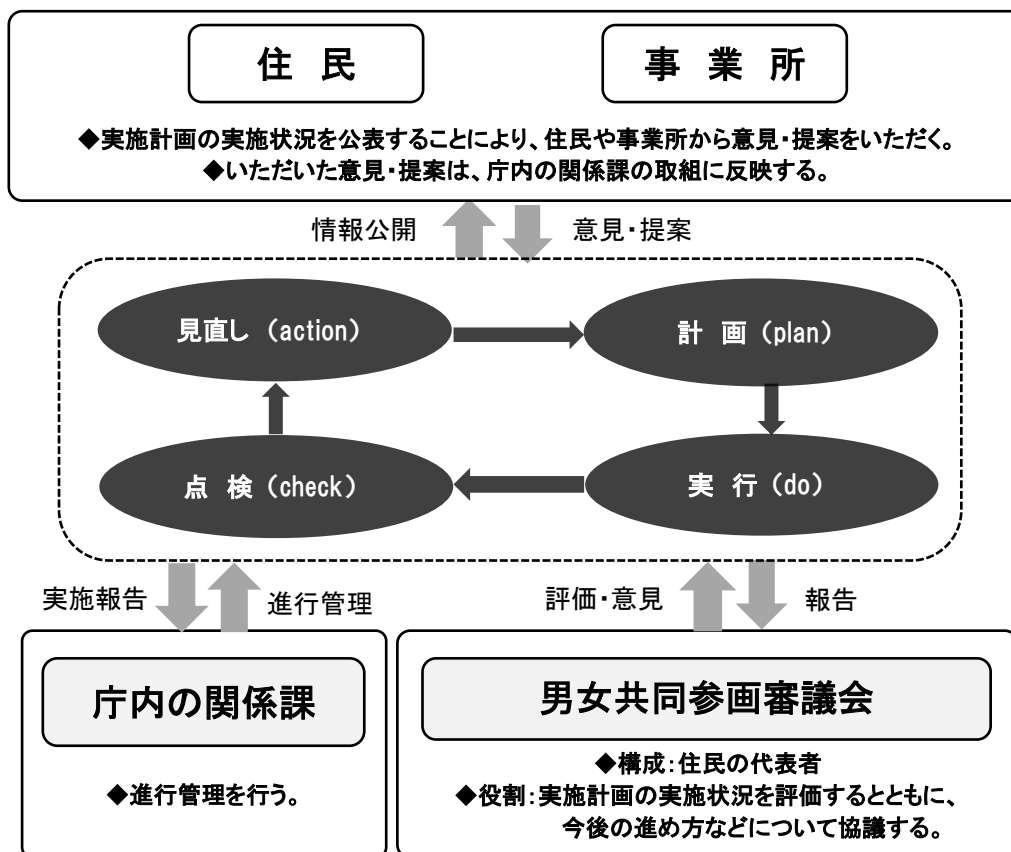 住 民
事 業 所
◆実施計画の実施状況を公表することにより、住民や事業所から意見・提案をいただく。
◆いただいた意見・提案は、庁内の関係課の取組に反映する。
情報公開
意見・提案
見直し（action）
計 画（plan）
点 検（check）
実 行（do）
実施報告
進行管理
評価・意見
報告
庁内の関係課
◆進行管理を行う。
男女共同参画審議会
◆構成：住民の代表者
◆役割：実施計画の実施状況を評価するとともに、
今後の進め方などについて協議する。